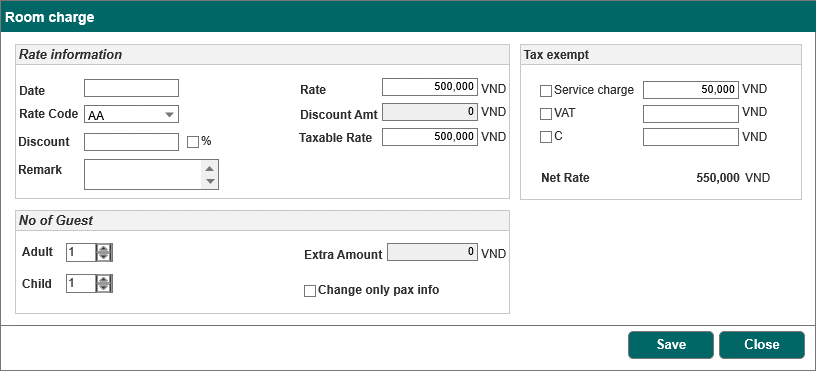 Room charge
Rate information
Date
Rate 500,000 VND
Rate Code AA
Discount Amt 0 VND
Discount %
Taxable Rate 500,000 VND
Remark
Tax exempt
Service charge 50,000 VND
VAT VND
C VND
Net Rate 550,000 VND
No of Guest
Adult 1
Extra Amount 0 VND
Child 1
Change only pax info
Save Close